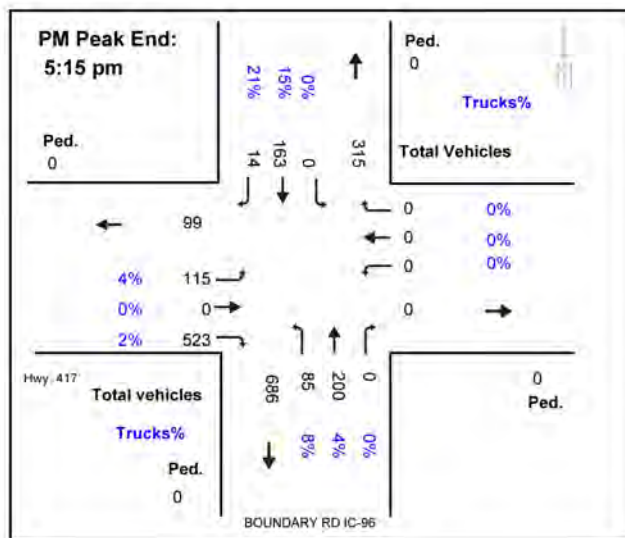 PM Peak End:
5:15 pm
Ped.
0
21%
15%
0%
14
163
0
315
Ped.
0
Trucks%
Total Vehicles
99
0 0%
0 0%
0 0%
4% 115
0% 0
2% 523
0
Hwy. 417
Total vehicles
Trucks%
Ped.
0
686
85
200
0
8%
4%
0%
0
Ped.
BOUNDARY RD IC-96